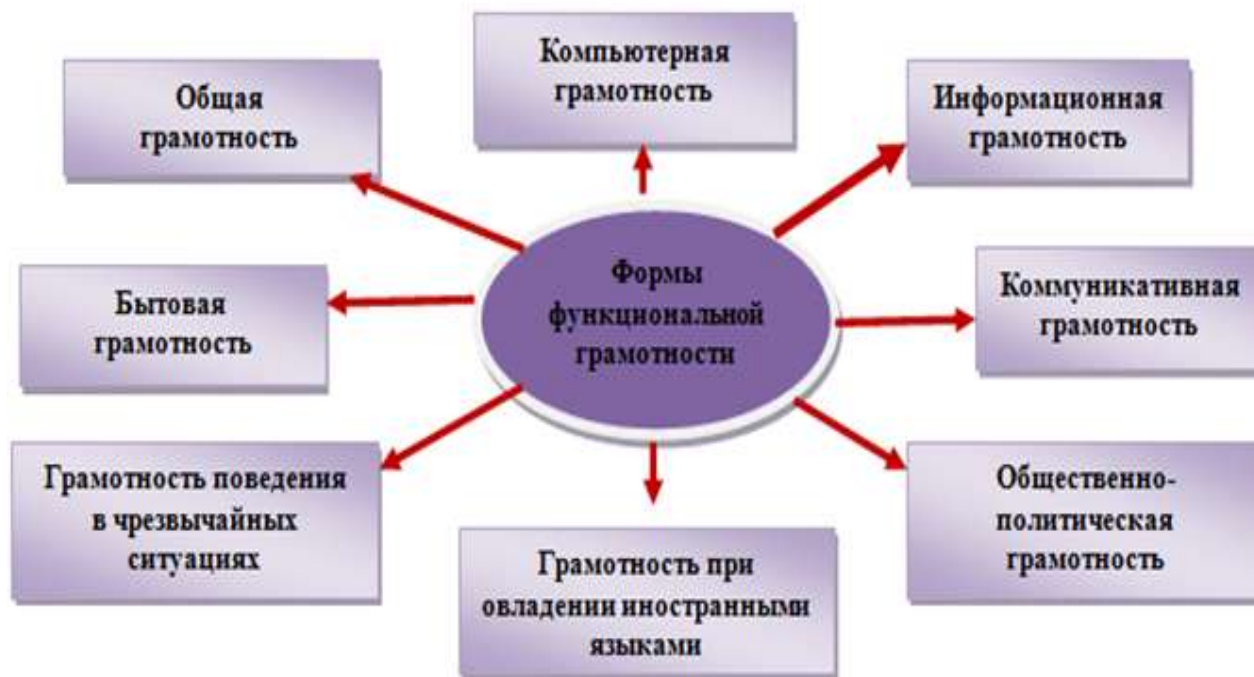 Компьютерная
грамотность
Общая
грамотность
Информационная
грамотность
Формы
функциональной
грамотности
Бытовая
грамотность
Коммуникативная
грамотность
Грамотность поведения
в чрезвычайных
ситуациях
Грамотность при
овладении иностранными
языками
Общественно-
политическая
грамотность